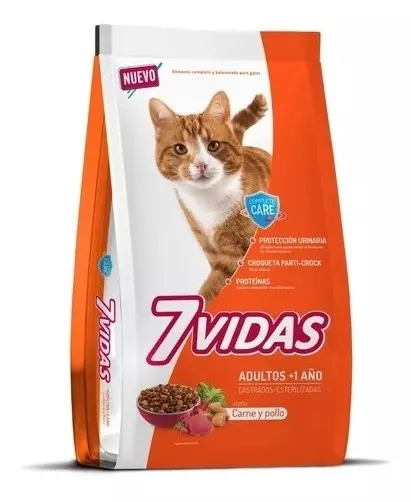 NUEVO
Alimento completo y balanceado para gatos
COMPLETE
CARE
PROTECCIÓN URINARIA
CROQUETA PARTI-CROCK
PROTEÍNAS
7VIDAS
ADULTOS +1 AÑO
CASTRADOS/ESTERILIZADAS
Carne y pollo
7VIDAS